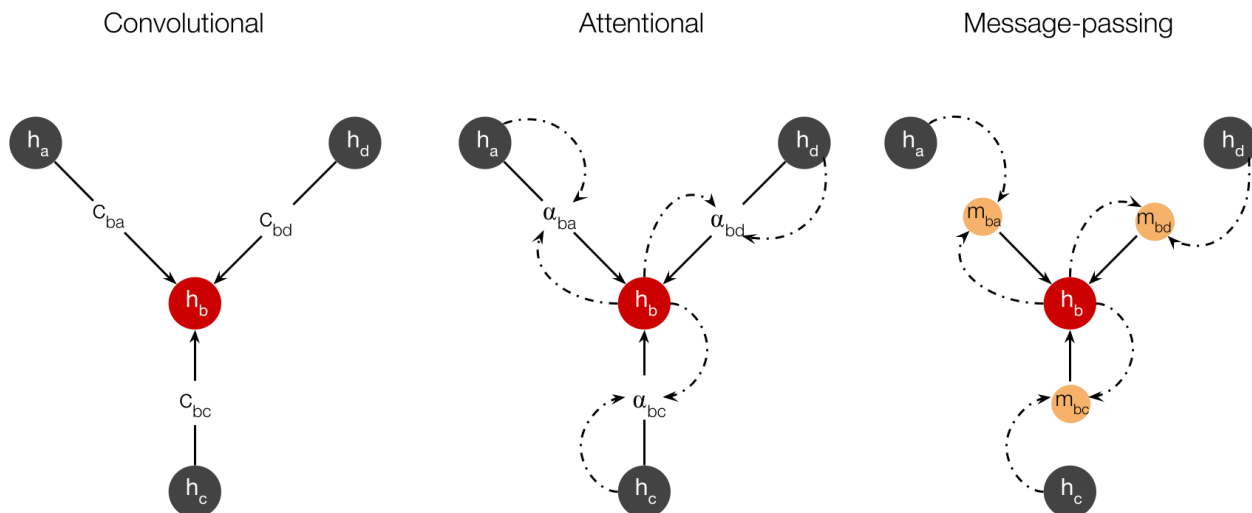 Convolutional
h_a
h_d
c_ba
c_bd
h_b
c_bc
h_c
Attentional
h_a
h_d
α_ba
α_bd
h_b
α_bc
h_c
Message-passing
h_a
h_d
m_ba
m_bd
h_b
m_bc
h_c